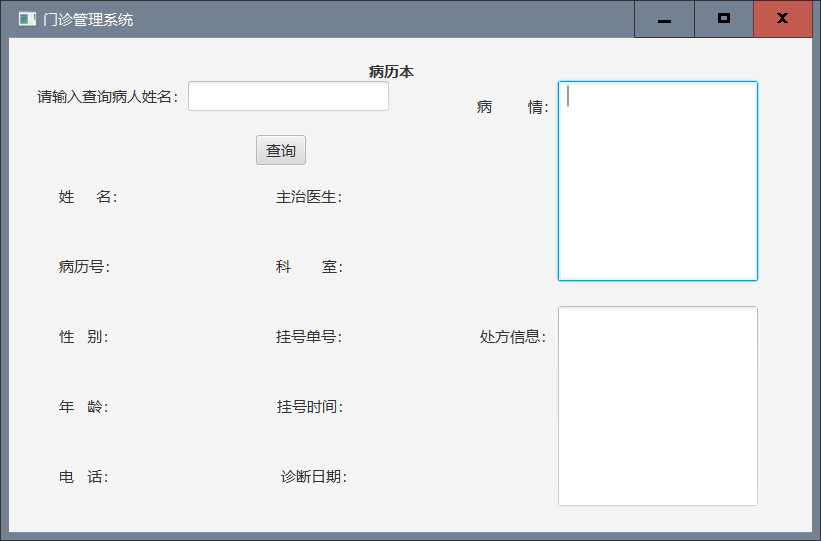 门诊管理系统
病历本
请输入查询病人姓名：
病 情：
查询
姓 名： 主治医生：
病历号： 科 室：
性 别： 挂号单号： 处方信息：
年 龄： 挂号时间：
电 话： 诊断日期：